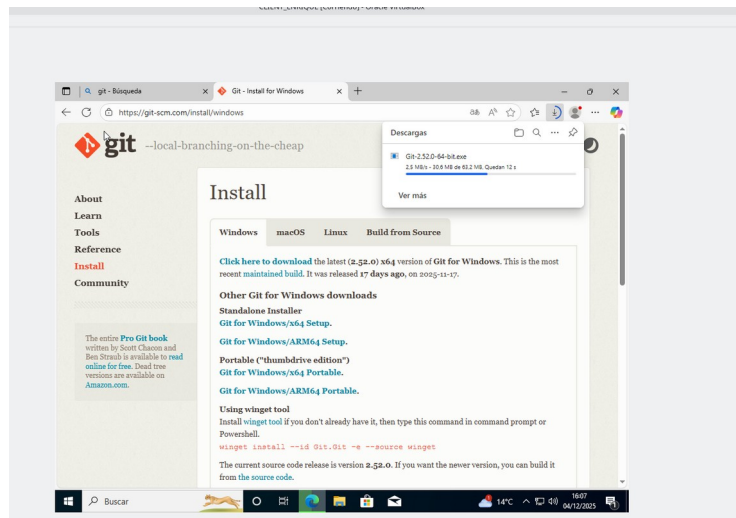 CLIENT_ENRIQUE [Corriendo] - Oracle VirtualBox
git - Búsqueda
Git - Install for Windows
https://git-scm.com/install/windows
git --local-branching-on-the-cheap
Descargas
Git-2.52.0-64-bit.exe
2.5 MB/s - 30.6 MB de 63.2 MB, Quedan 12 s
Ver más
About
Learn
Tools
Reference
Install
Community
The entire Pro Git book
written by Scott Chacon and
Ben Straub is available to read
online for free. Dead tree
versions are available on
Amazon.com.
Install
Windows macOS Linux Build from Source
Click here to download the latest (2.52.0) x64 version of Git for Windows. This is the most
recent maintained build. It was released 17 days ago, on 2025-11-17.
Other Git for Windows downloads
Standalone Installer
Git for Windows/x64 Setup.
Git for Windows/ARM64 Setup.
Portable ("thumbdrive edition")
Git for Windows/x64 Portable.
Git for Windows/ARM64 Portable.
Using winget tool
Install winget tool if you don't already have it, then type this command in command prompt or
Powershell.
winget install --id Git.Git -e --source winget
The current source code release is version 2.52.0. If you want the newer version, you can build it
from the source code.
Buscar
14°C
16:07
04/12/2025